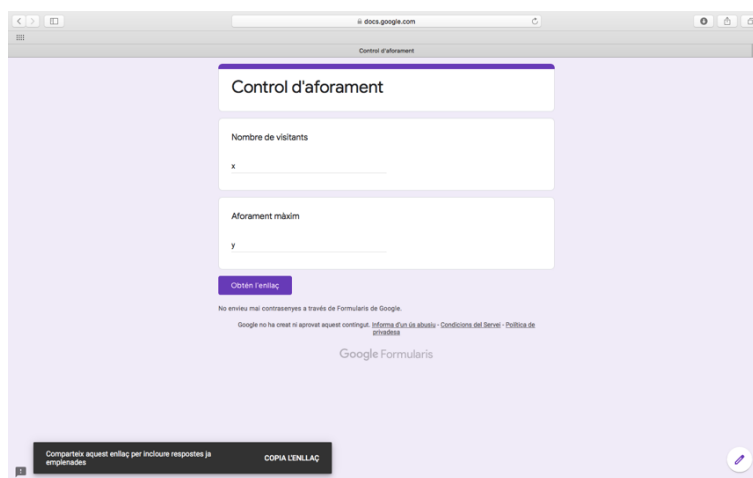 docs.google.com
Control d'aforament
Control d'aforament
Nombre de visitants
x
Aforament màxim
y
Obtén l'enllaç
No envieu mai contrasenyes a través de Formularis de Google.
Google no ha creat ni aprovat aquest contingut. Informa d'un ús abusiu - Condicions del Servei - Política de
privadesa
Google Formularis
Comparteix aquest enllaç per incloure respostes ja
emplenades
COPIA L'ENLLAÇ